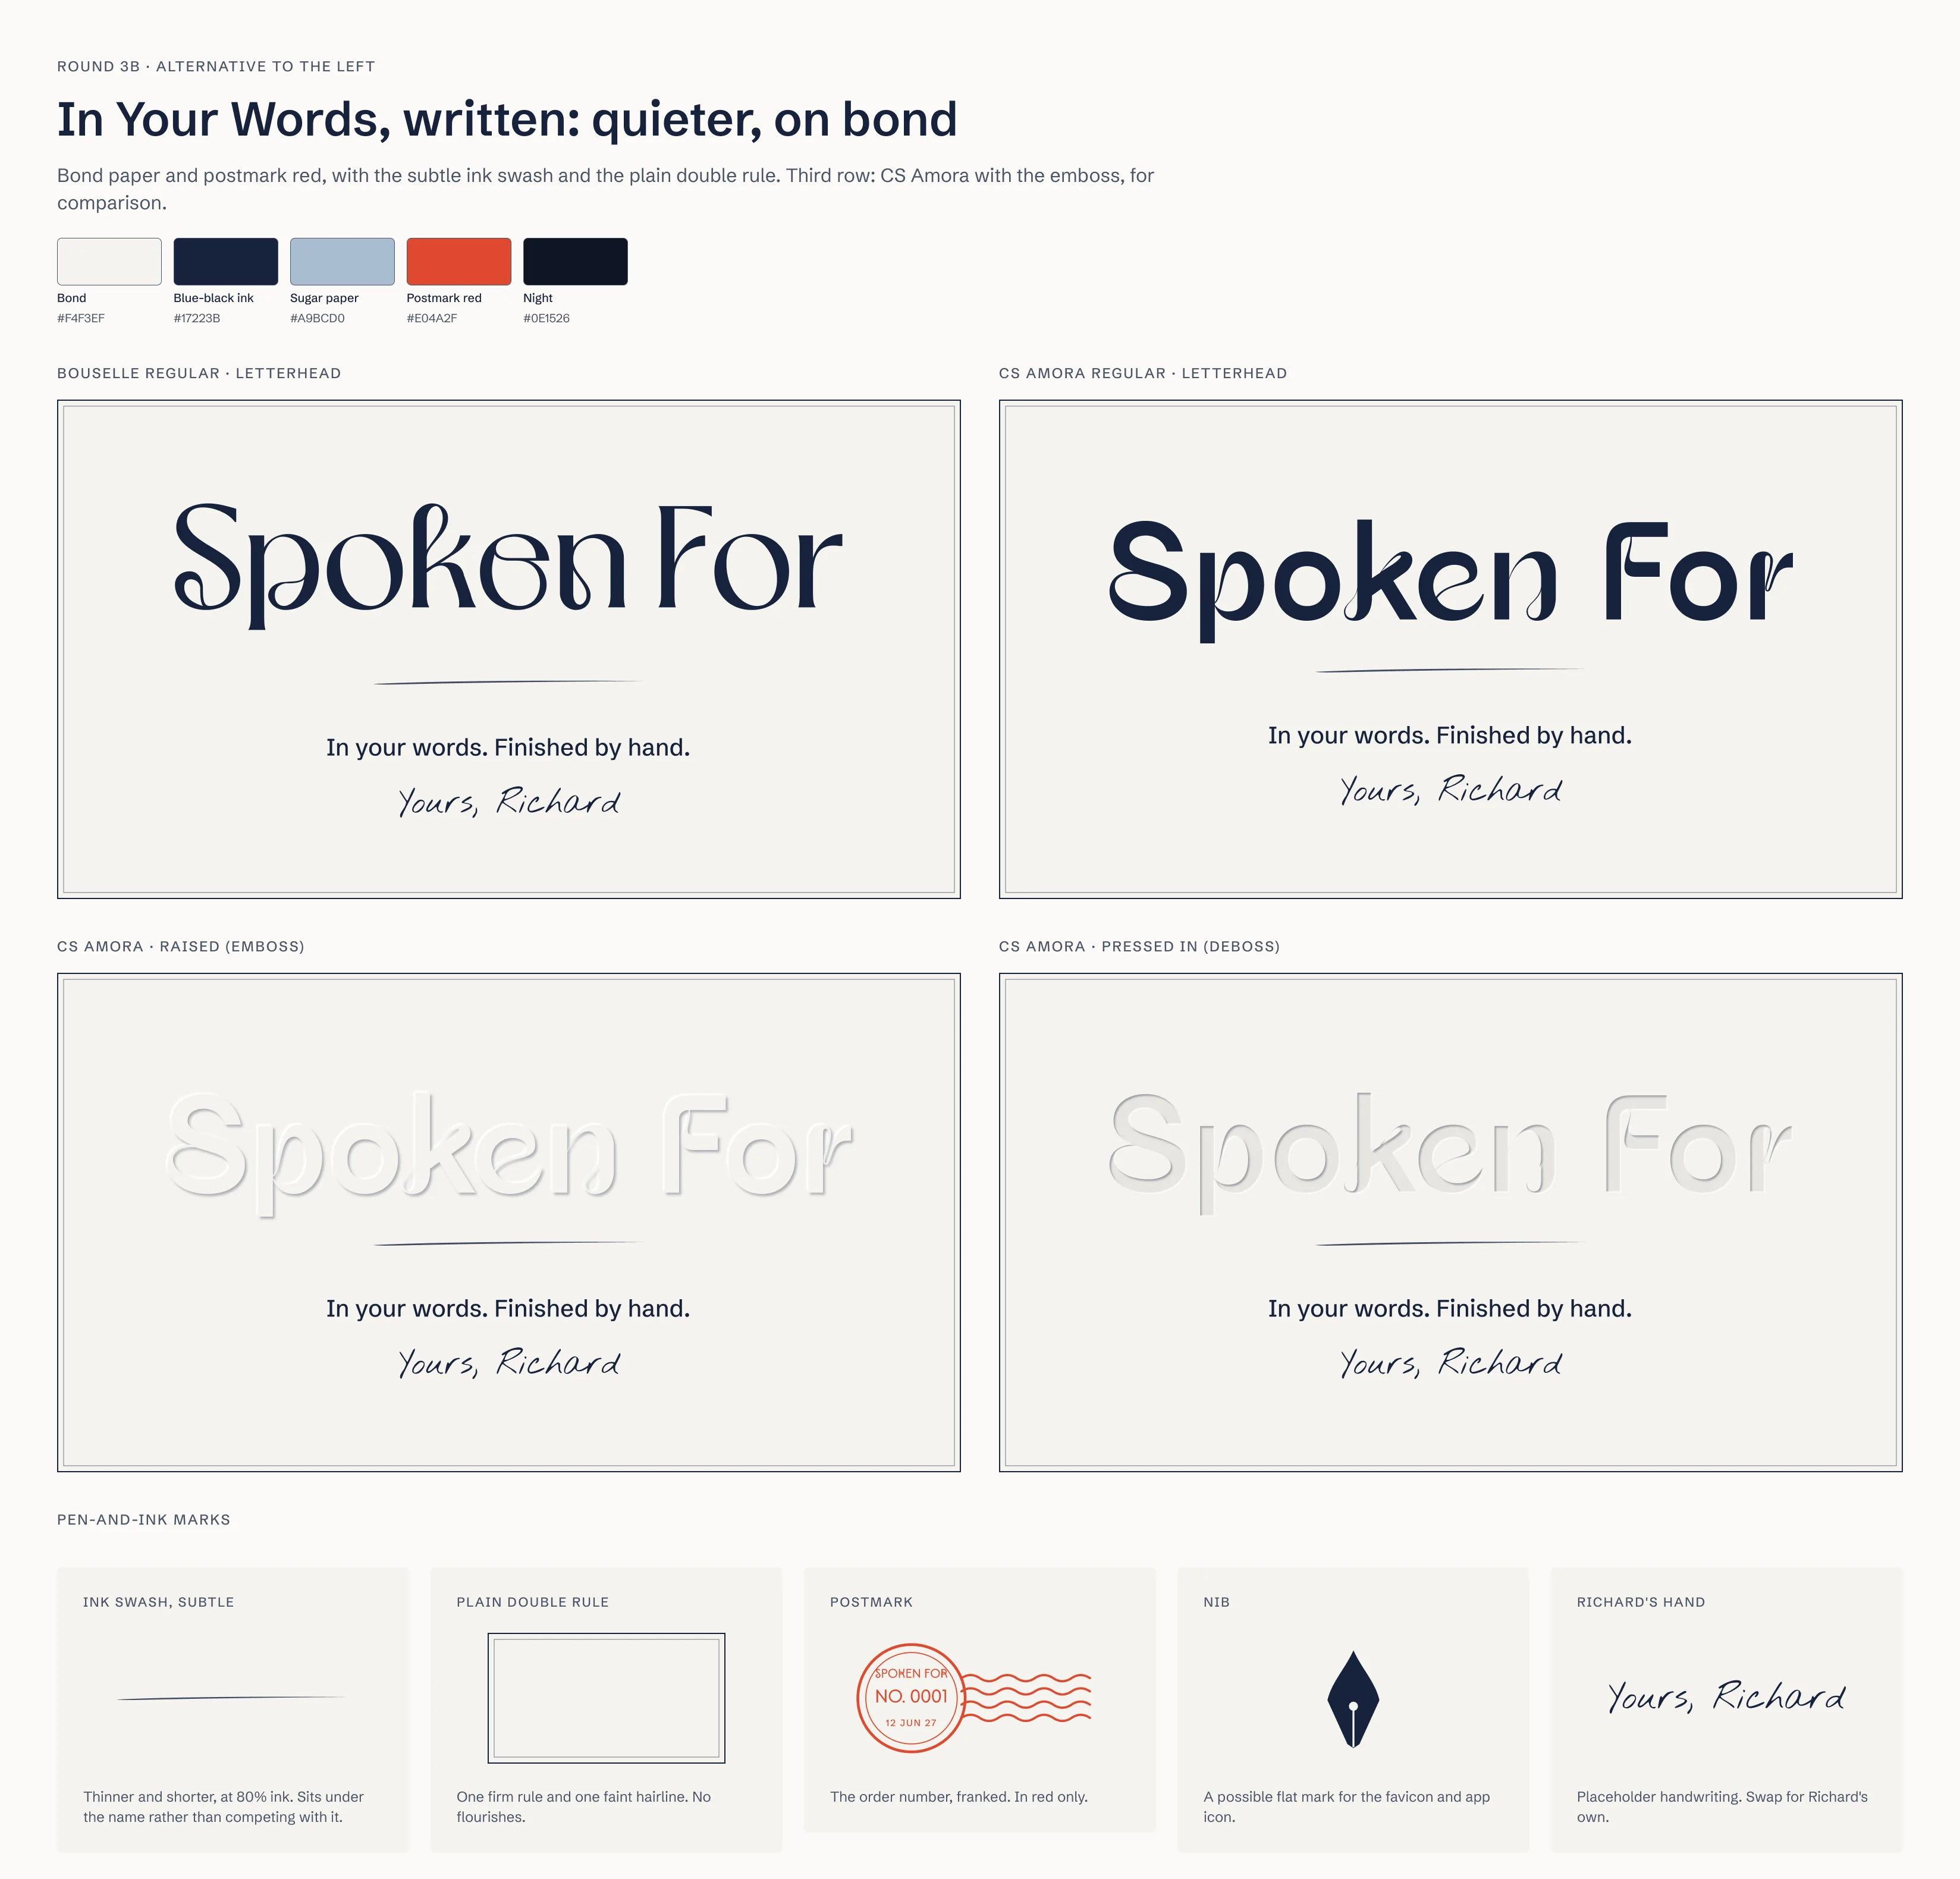 ROUND 3B · ALTERNATIVE TO THE LEFT
In Your Words, written: quieter, on bond
Bond paper and postmark red, with the subtle ink swash and the plain double rule. Third row: CS Amora with the emboss, for
comparison.
Bond
#F4F3EF
Blue-black ink
#17223B
Sugar paper
#A9BCD0
Postmark red
#E04A2F
Night
#0E1526
BOUSELLE REGULAR · LETTERHEAD
Spoken For
In your words. Finished by hand.
Yours, Richard
CS AMORA REGULAR · LETTERHEAD
Spoken For
In your words. Finished by hand.
Yours, Richard
CS AMORA · RAISED (EMBOSS)
Spoken For
In your words. Finished by hand.
Yours, Richard
CS AMORA · PRESSED IN (DEBOSS)
Spoken For
In your words. Finished by hand.
Yours, Richard
PEN-AND-INK MARKS
INK SWASH, SUBTLE
Thinner and shorter, at 80% ink. Sits under
the name rather than competing with it.
PLAIN DOUBLE RULE
One firm rule and one faint hairline. No
flourishes.
POSTMARK
SPOKEN FOR
NO. 0001
12 JUN 27
The order number, franked. In red only.
NIB
A possible flat mark for the favicon and app
icon.
RICHARD'S HAND
Yours, Richard
Placeholder handwriting. Swap for Richard's
own.